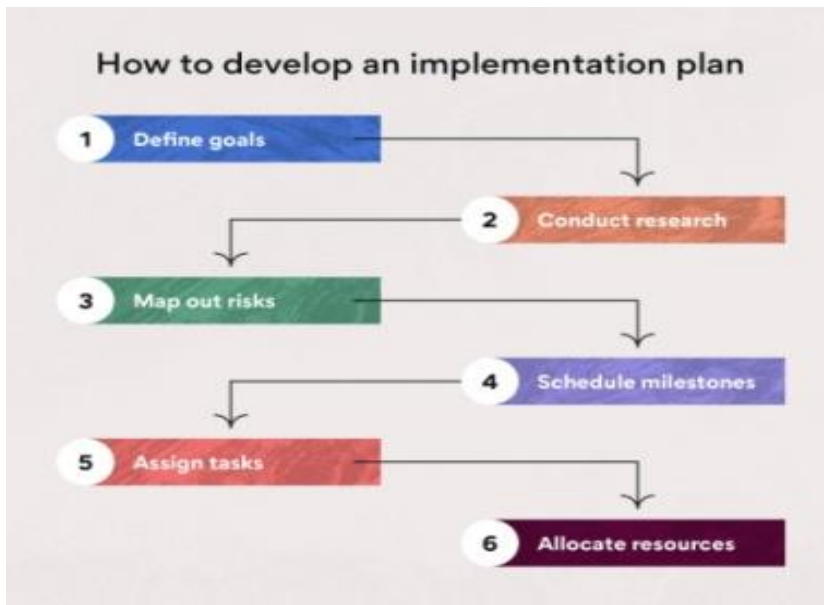 How to develop an implementation plan
1 Define goals
2 Conduct research
3 Map out risks
4 Schedule milestones
5 Assign tasks
6 Allocate resources